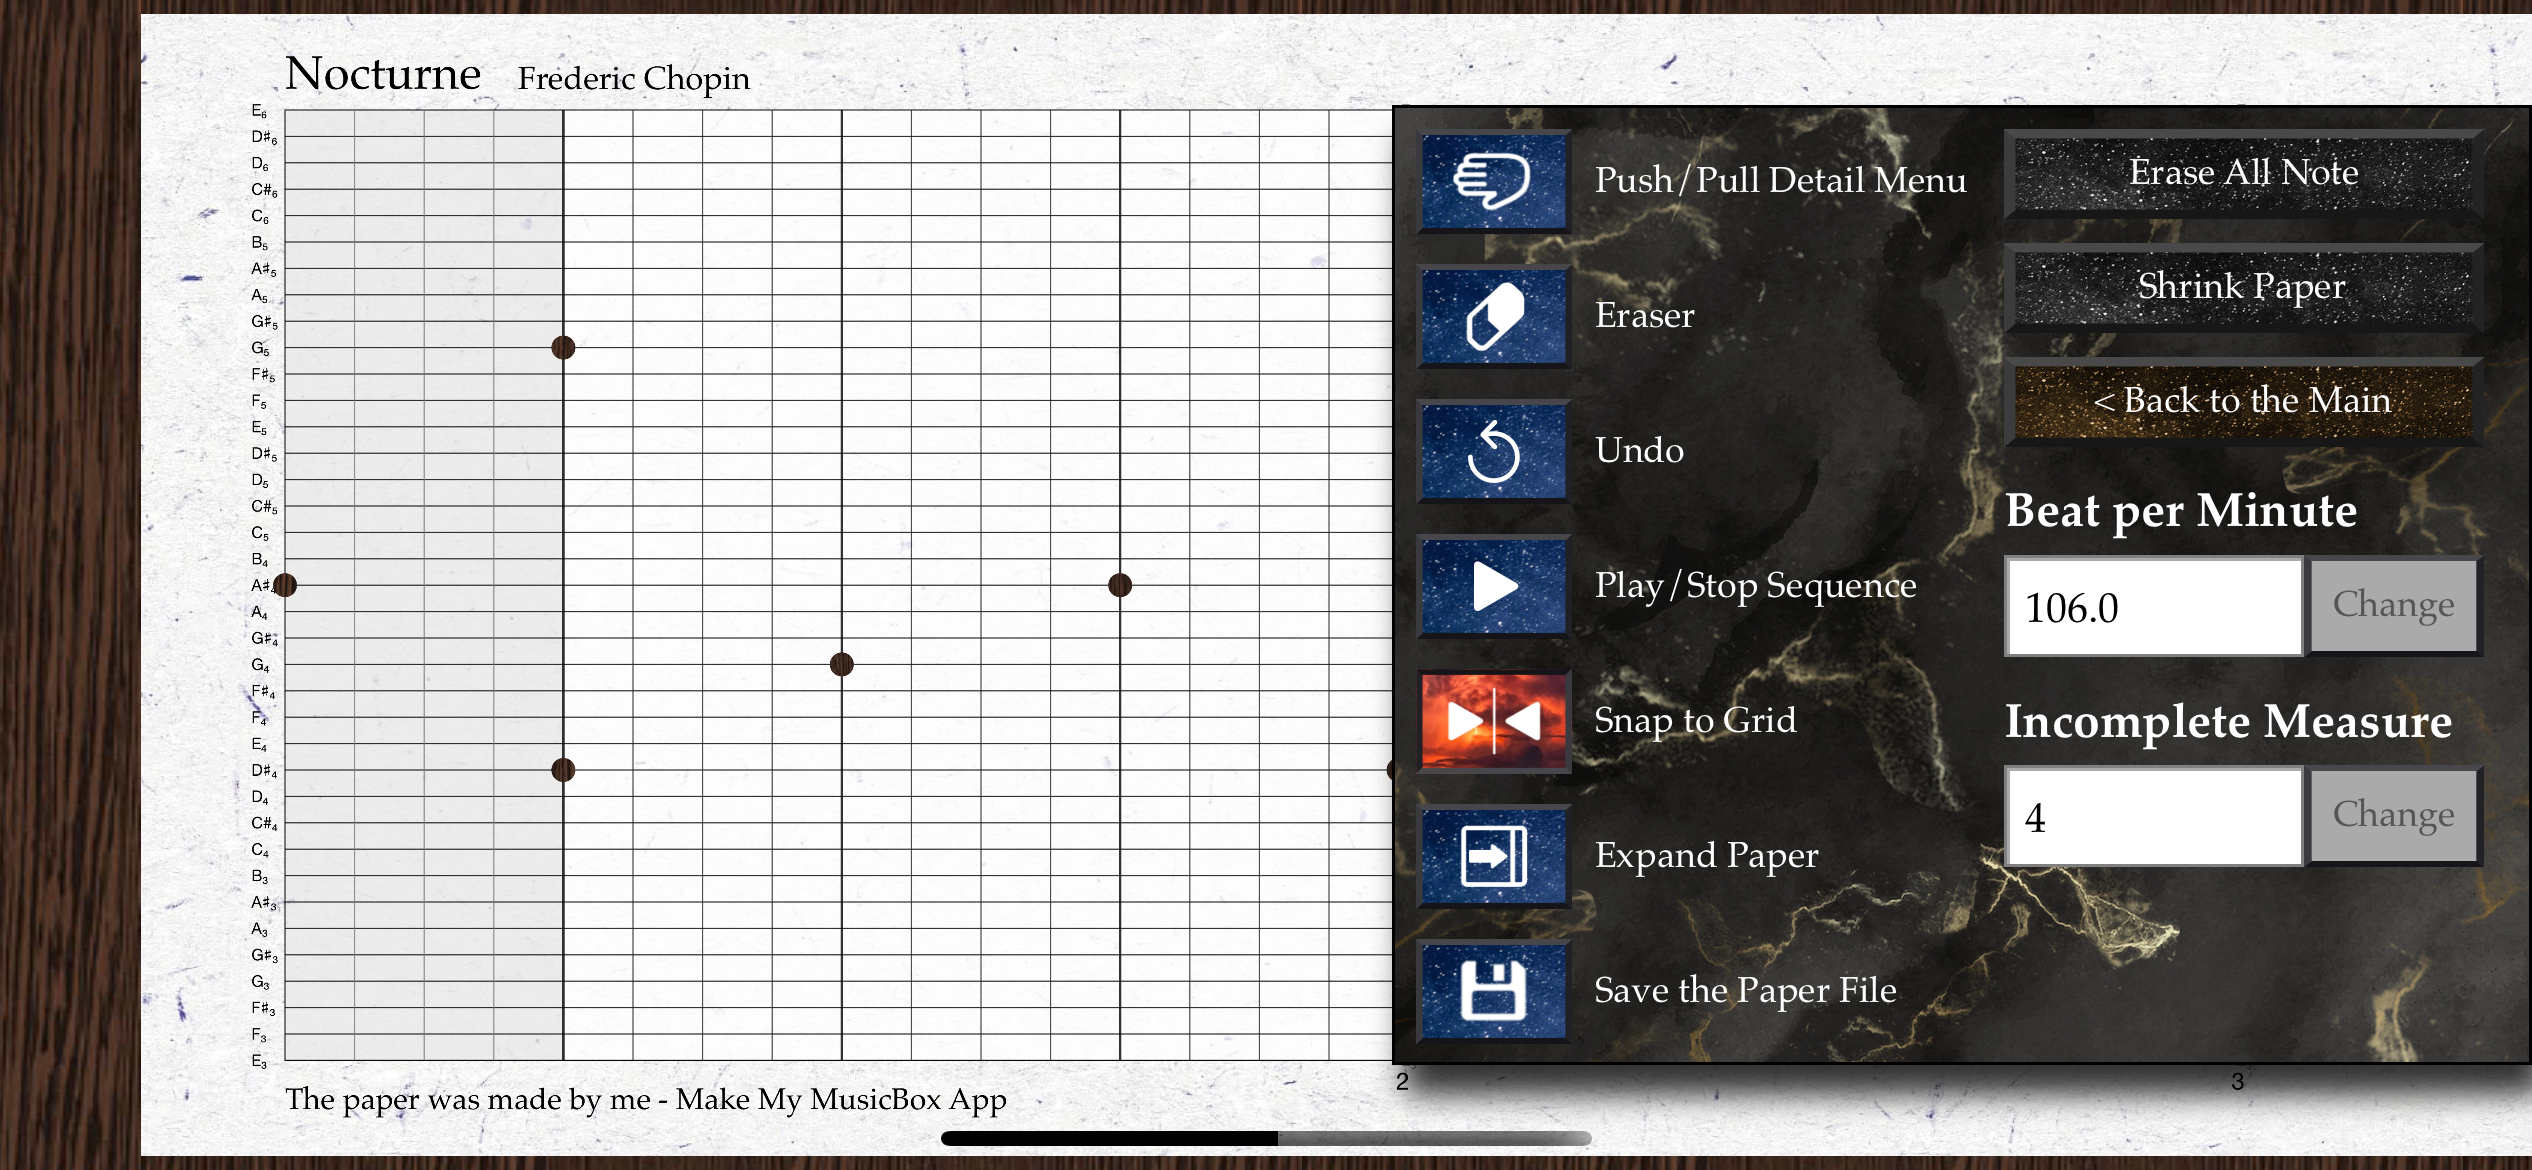 Nocturne Frederic Chopin
E6
D#6
D6
C#6
C6
B5
A#5
A5
G#5
G5
F#5
F5
E5
D#5
D5
C#5
C5
B4
A#4
A4
G#4
G4
F#4
F4
E4
D#4
D4
C#4
C4
B3
A#3
A3
G#3
G3
F#3
F3
E3
2
3
The paper was made by me - Make My MusicBox App
Push/Pull Detail Menu
Eraser
Undo
Play/Stop Sequence
Snap to Grid
Expand Paper
Save the Paper File
Erase All Note
Shrink Paper
< Back to the Main
Beat per Minute
106.0 Change
Incomplete Measure
4 Change